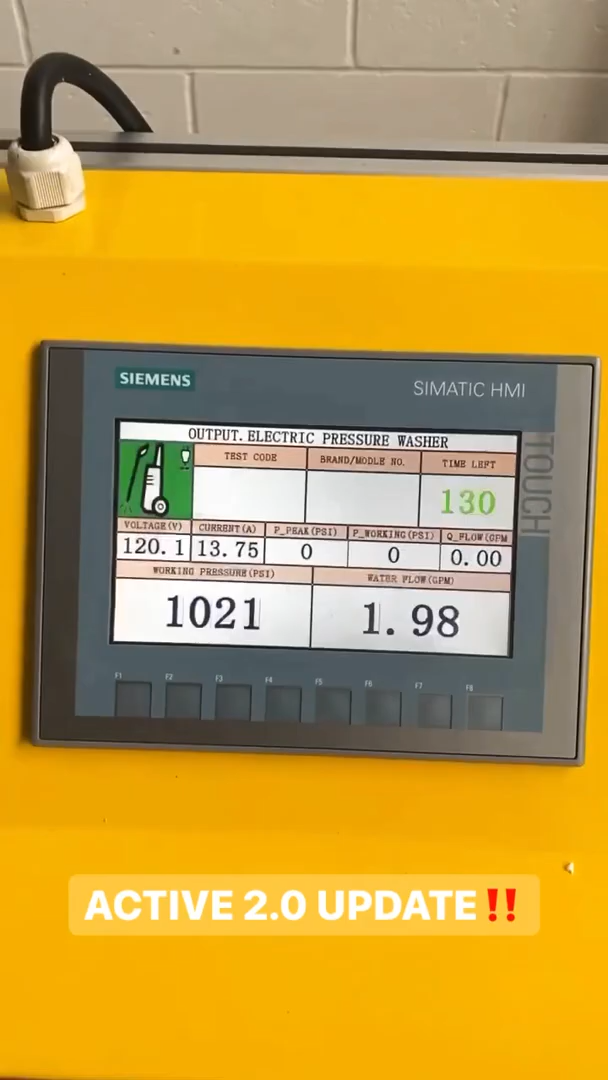 SIEMENS
SIMATIC HMI
TOUCH
OUTPUT.ELECTRIC PRESSURE WASHER
TEST CODE BRAND/MODLE NO. TIME LEFT
130
VOLTAGE(V) CURRENT(A) P_PEAK(PSI) P_WORKING(PSI) Q_FLOW(GPM
120.1 13.75 0 0 0.00
WORKING PRESSURE(PSI) WATER FLOW(GPM)
1021 1.98
F1 F2 F3 F4 F5 F6 F7 F8
ACTIVE 2.0 UPDATE‼️